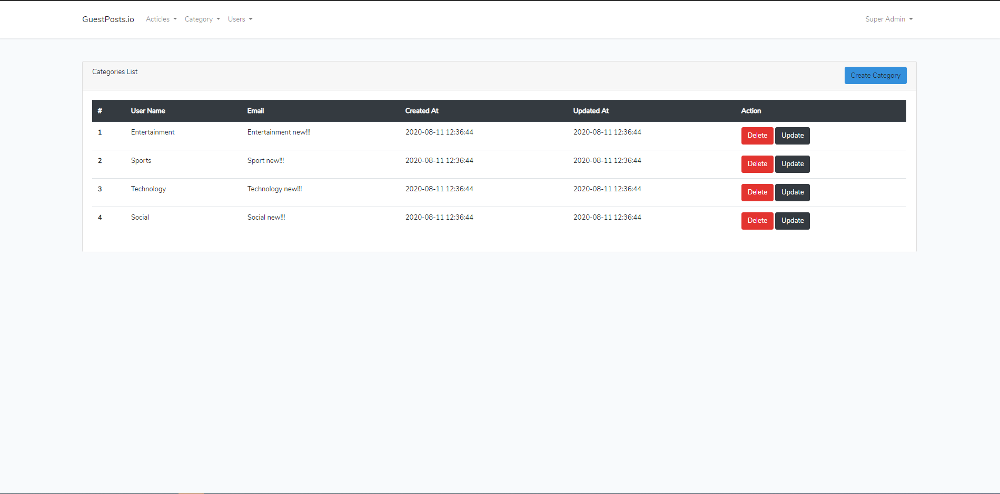 GuestPosts.io Acticles Category Users Super Admin
Categories List Create Category
# User Name Email Created At Updated At Action
1 Entertainment Entertainment new!!! 2020-08-11 12:36:44 2020-08-11 12:36:44 Delete Update
2 Sports Sport new!!! 2020-08-11 12:36:44 2020-08-11 12:36:44 Delete Update
3 Technology Technology new!!! 2020-08-11 12:36:44 2020-08-11 12:36:44 Delete Update
4 Social Social new!!! 2020-08-11 12:36:44 2020-08-11 12:36:44 Delete Update